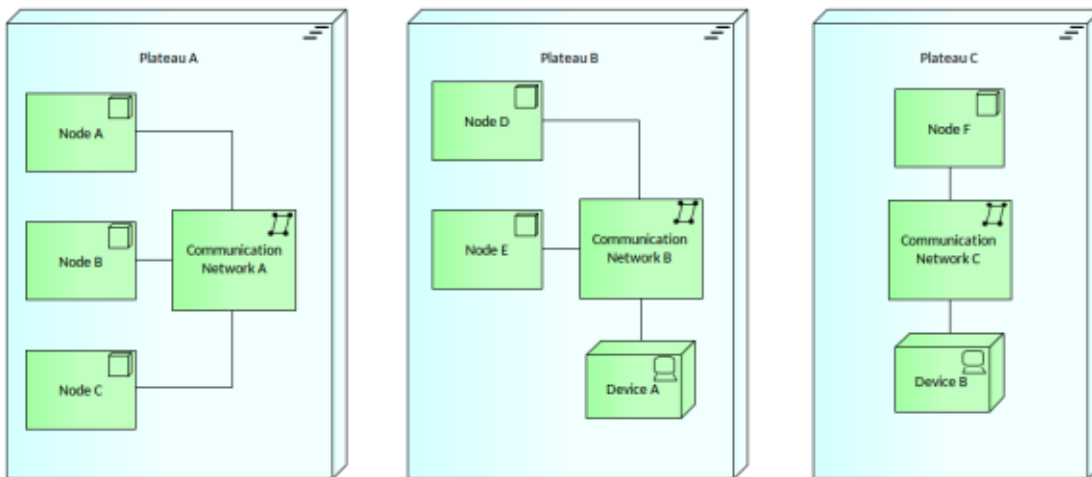 Plateau A
Node A
Node B
Communication
Network A
Node C
Plateau B
Node D
Node E
Communication
Network B
Device A
Plateau C
Node F
Communication
Network C
Device B